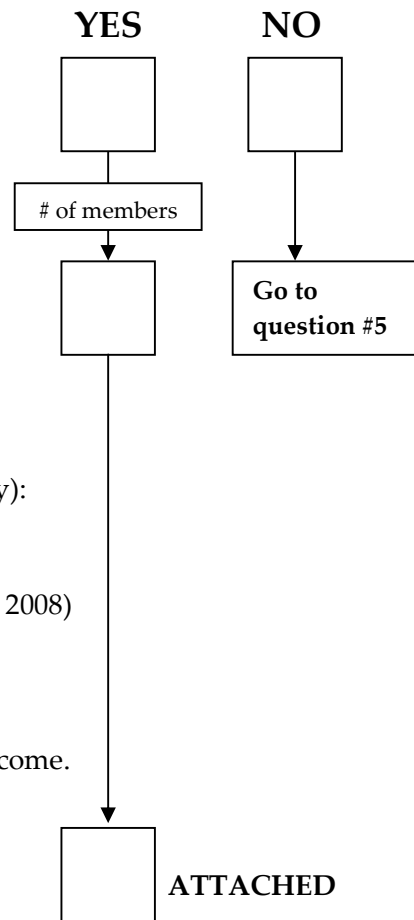 YES NO
# of members
Go to
question #5
y):
2008)
come.
ATTACHED